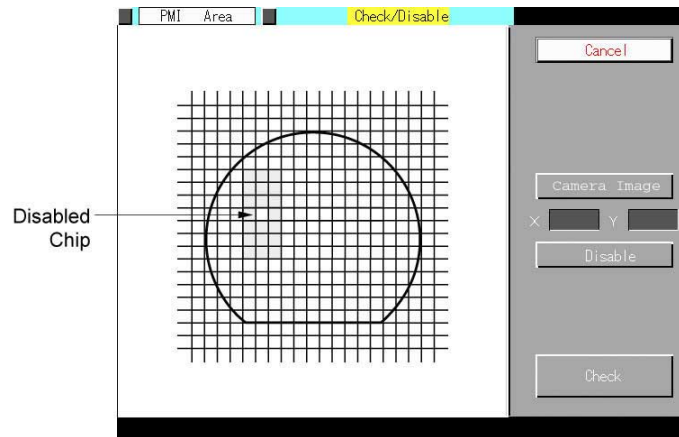 PMI Area
Check/Disable
Cancel
Camera Image
X Y
Disable
Check
Disabled
Chip